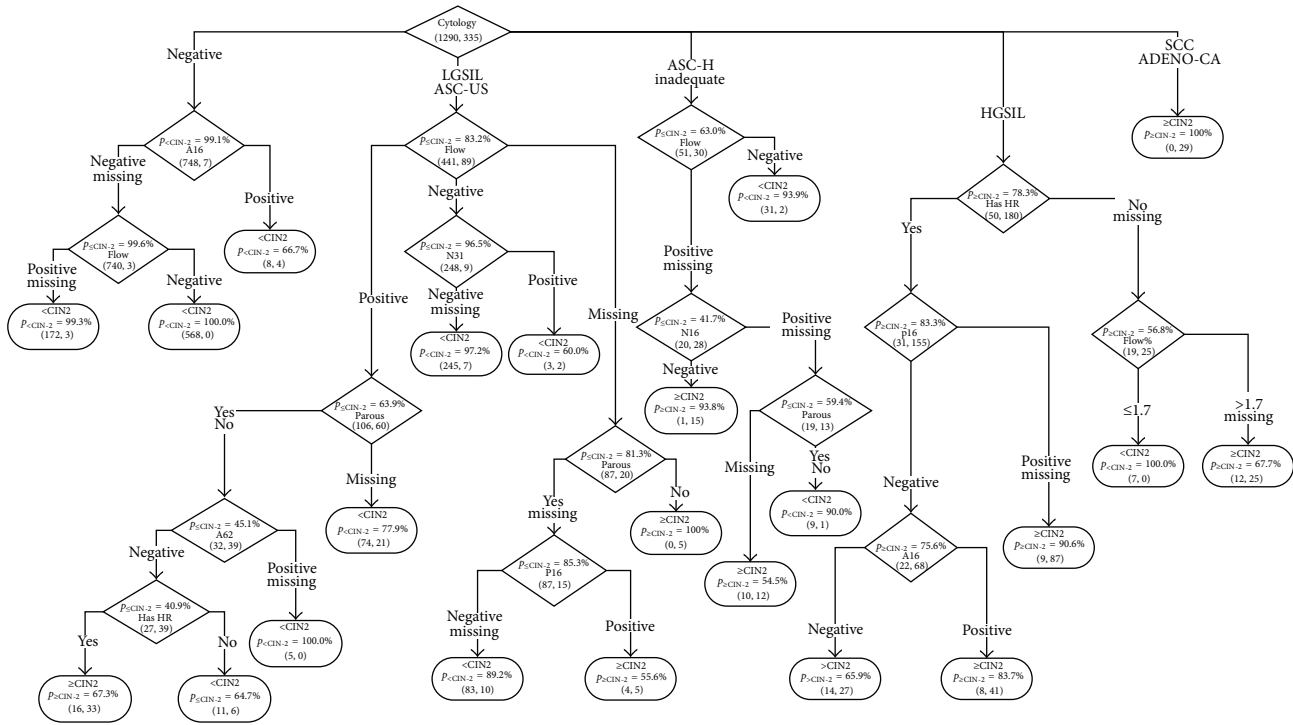 Cytology
(1290, 335)
Negative
LGSIL
ASC-US
ASC-H
inadequate
HGSIL
SCC
ADENO-CA
≥CIN2
P≥CIN-2 = 100%
(0, 29)
P<CIN-2 = 99.1%
A16
(748, 7)
Negative
missing
Positive
P≤CIN-2 = 99.6%
Flow
(740, 3)
<CIN2
P<CIN-2 = 66.7%
(8, 4)
Positive
missing
Negative
<CIN2
P<CIN-2 = 99.3%
(172, 3)
<CIN2
P<CIN-2 = 100.0%
(568, 0)
P≤CIN-2 = 83.2%
Flow
(441, 89)
Positive
Negative
Missing
P≤CIN-2 = 96.5%
N31
(248, 9)
Negative
missing
Positive
<CIN2
P<CIN-2 = 97.2%
(245, 7)
<CIN2
P<CIN-2 = 60.0%
(3, 2)
P≤CIN-2 = 63.9%
Parous
(106, 60)
Yes
No
Missing
<CIN2
P<CIN-2 = 77.9%
(74, 21)
P≤CIN-2 = 45.1%
A62
(32, 39)
Negative
Positive
missing
P≤CIN-2 = 40.9%
Has HR
(27, 39)
<CIN2
P<CIN-2 = 100.0%
(5, 0)
Yes
No
≥CIN2
P≥CIN-2 = 67.3%
(16, 33)
<CIN2
P≤CIN-2 = 64.7%
(11, 6)
P≤CIN-2 = 81.3%
Parous
(87, 20)
Yes
missing
No
≥CIN2
P≥CIN-2 = 100%
(0, 5)
P≤CIN-2 = 85.3%
P16
(87, 15)
Negative
missing
Positive
<CIN2
P<CIN-2 = 89.2%
(83, 10)
≥CIN2
P≥CIN-2 = 55.6%
(4, 5)
P≤CIN-2 = 63.0%
Flow
(51, 30)
Negative
<CIN2
P<CIN-2 = 93.9%
(31, 2)
Positive
missing
P≤CIN-2 = 41.7%
N16
(20, 28)
Positive
missing
Negative
≥CIN2
P≥CIN-2 = 93.8%
(1, 15)
P≤CIN-2 = 59.4%
Parous
(19, 13)
Missing
Yes
No
<CIN2
P<CIN-2 = 90.0%
(9, 1)
≥CIN2
P≥CIN-2 = 54.5%
(10, 12)
P≥CIN-2 = 78.3%
Has HR
(50, 180)
Yes
No
missing
P≥CIN-2 = 83.3%
p16
(31, 155)
P≥CIN-2 = 56.8%
Flow%
(19, 25)
≤1.7
>1.7
missing
<CIN2
P<CIN-2 = 100.0%
(7, 0)
≥CIN2
P≥CIN-2 = 67.7%
(12, 25)
Negative
Positive
missing
P≥CIN-2 = 75.6%
A16
(22, 68)
≥CIN2
P≥CIN-2 = 90.6%
(9, 87)
Negative
Positive
>CIN2
P>CIN-2 = 65.9%
(14, 27)
≥CIN2
P≥CIN-2 = 83.7%
(8, 41)